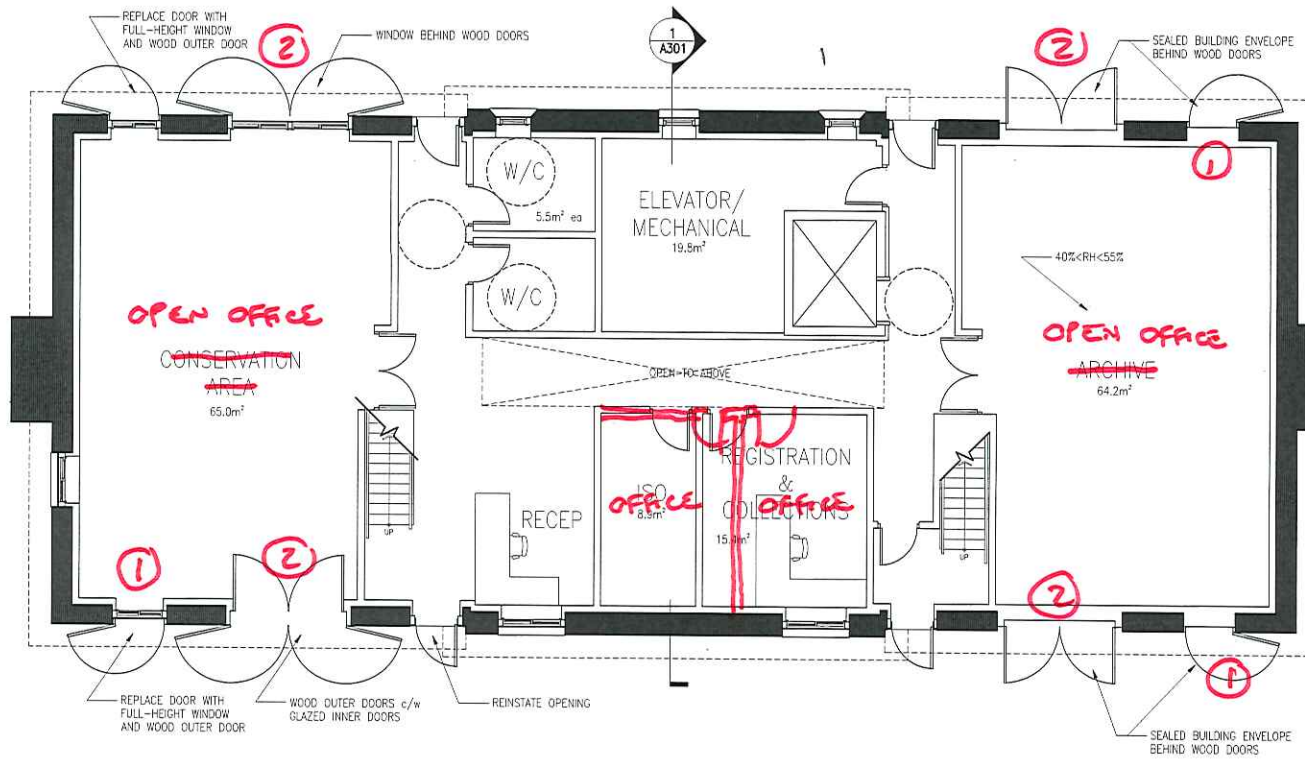 REPLACE DOOR WITH
FULL-HEIGHT WINDOW
AND WOOD OUTER DOOR
②
WINDOW BEHIND WOOD DOORS
1
A301
②
SEALED BUILDING ENVELOPE
BEHIND WOOD DOORS
①
W/C
5.5m² ea
W/C
ELEVATOR/
MECHANICAL
19.8m²
40%<RH<55%
OPEN OFFICE
CONSERVATION
AREA
65.0m²
OPEN-TO-ABOVE
OPEN OFFICE
ARCHIVE
64.2m²
UP
RECEP
ISO
OFFICE
8.9m²
REGISTRATION
&
COLLECTIONS
OFFICE
UP
①
②
②
①
REPLACE DOOR WITH
FULL-HEIGHT WINDOW
AND WOOD OUTER DOOR
WOOD OUTER DOORS c/w
GLAZED INNER DOORS
REINSTATE OPENING
SEALED BUILDING ENVELOPE
BEHIND WOOD DOORS